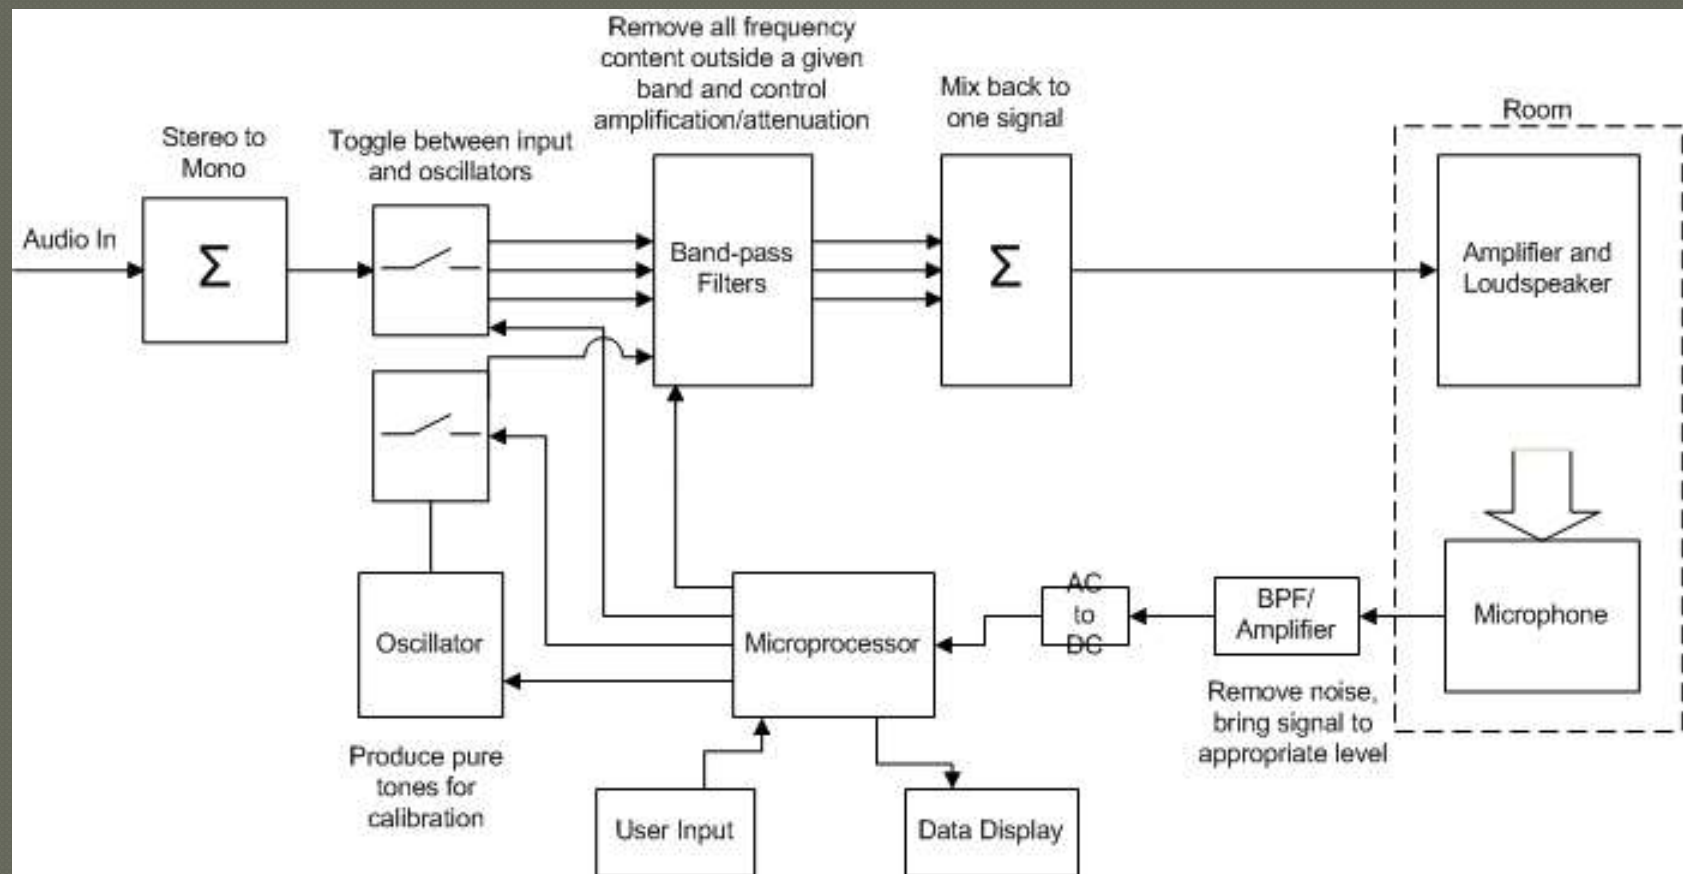 Remove all frequency
content outside a given
band and control
amplification/attenuation
Mix back to
one signal
Room
Stereo to
Mono
Toggle between input
and oscillators
Audio In
Σ
Band-pass
Filters
Σ
Amplifier and
Loudspeaker
Oscillator
Microprocessor
AC
to
DC
BPF/
Amplifier
Microphone
Remove noise,
bring signal to
appropriate level
Produce pure
tones for
calibration
User Input
Data Display